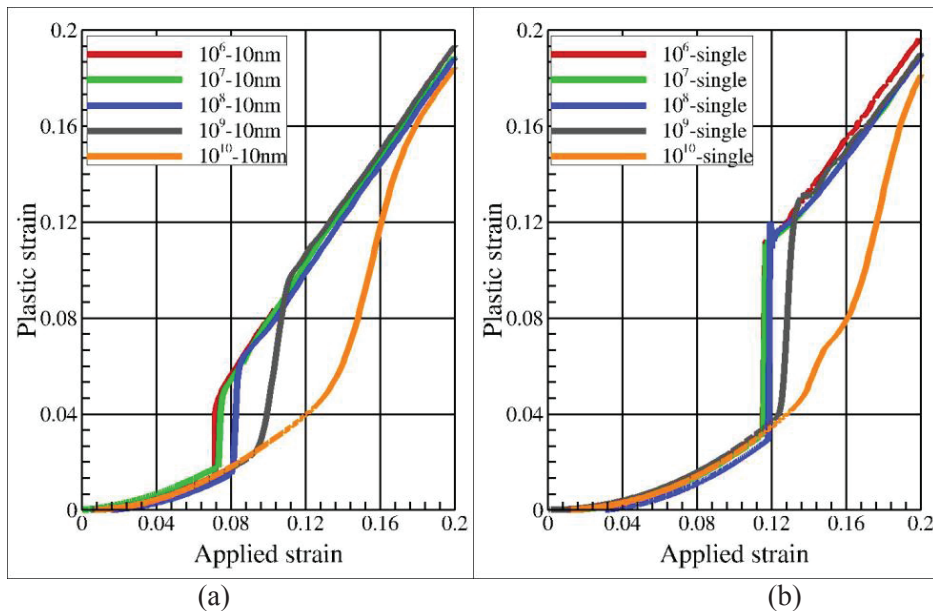 0.2
0.16
0.12
0.08
0.04
0
Plastic strain
10⁶-10nm
10⁷-10nm
10⁸-10nm
10⁹-10nm
10¹⁰-10nm
0 0.04 0.08 0.12 0.16 0.2
Applied strain
(a)
0.2
0.16
0.12
0.08
0.04
0
Plastic strain
10⁶-single
10⁷-single
10⁸-single
10⁹-single
10¹⁰-single
0.04 0.08 0.12 0.16 0.2
Applied strain
(b)